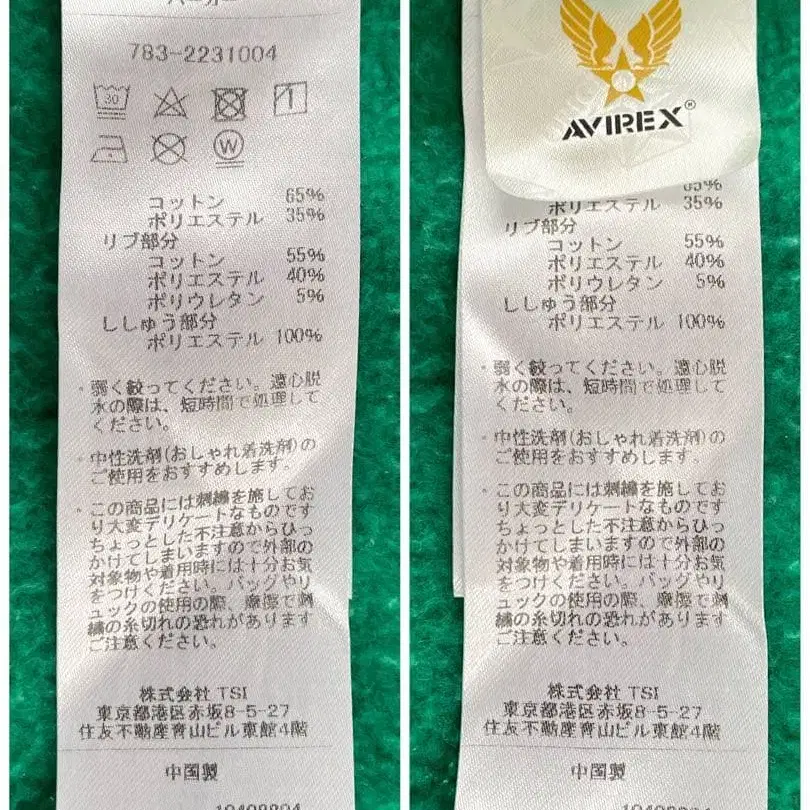 パーカー
783-2231004
30
W
コットン 65%
ポリエステル 35%
リブ部分
コットン 55%
ポリエステル 40%
ポリウレタン 5%
ししゅう部分
ポリエステル 100%
・弱く絞ってください。遠心脱
水の際は、短時間で処理して
ください。
・中性洗剤(おしゃれ着洗剤)の
ご使用をおすすめします。
・この商品には刺繍を施してお
り大変デリケートなものです
ちょっとした不注意からひっ
かけてしまいますので外部の
対象物や着用時には十分お気
をつけください。バッグやリ
ュックの使用の際、摩擦で刺
繍の糸切れの恐れがあります
ご注意ください。
株式会社 TSI
東京都港区赤坂8-5-27
住友不動産青山ビル東館4階
中国製
AVIREX®
65%
ポリエステル 35%
リブ部分
コットン 55%
ポリエステル 40%
ポリウレタン 5%
ししゅう部分
ポリエステル 100%
・弱く絞ってください。遠心脱
水の際は、短時間で処理して
ください。
・中性洗剤(おしゃれ着洗剤)の
ご使用をおすすめします。
・この商品には刺繍を施してお
り大変デリケートなものです
ちょっとした不注意からひっ
かけてしまいますので外部の
対象物や着用時には十分お気
をつけください。バッグやリ
ュックの使用の際、摩擦で刺
繍の糸切れの恐れがあります
ご注意ください。
株式会社 TSI
東京都港区赤坂8-5-27
住友不動産青山ビル東館4階
中国製